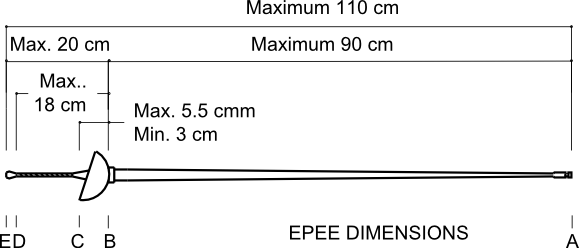 Maximum 110 cm
Max. 20 cm
Maximum 90 cm
Max..
18 cm
Max. 5.5 cmm
Min. 3 cm
E D C B A
EPEE DIMENSIONS